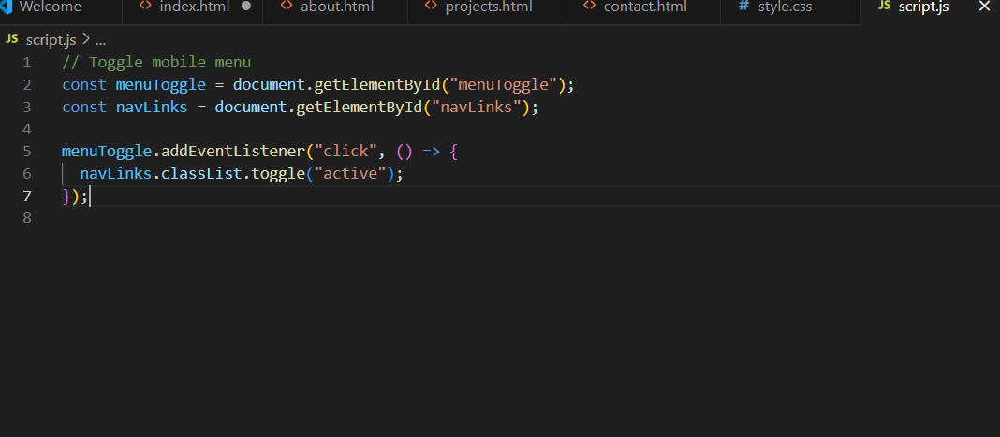 Welcome <> index.html ● <> about.html <> projects.html <> contact.html # style.css JS script.js ×
JS script.js > ...
1 // Toggle mobile menu
2 const menuToggle = document.getElementById("menuToggle");
3 const navLinks = document.getElementById("navLinks");
4
5 menuToggle.addEventListener("click", () => {
6 navLinks.classList.toggle("active");
7 });
8